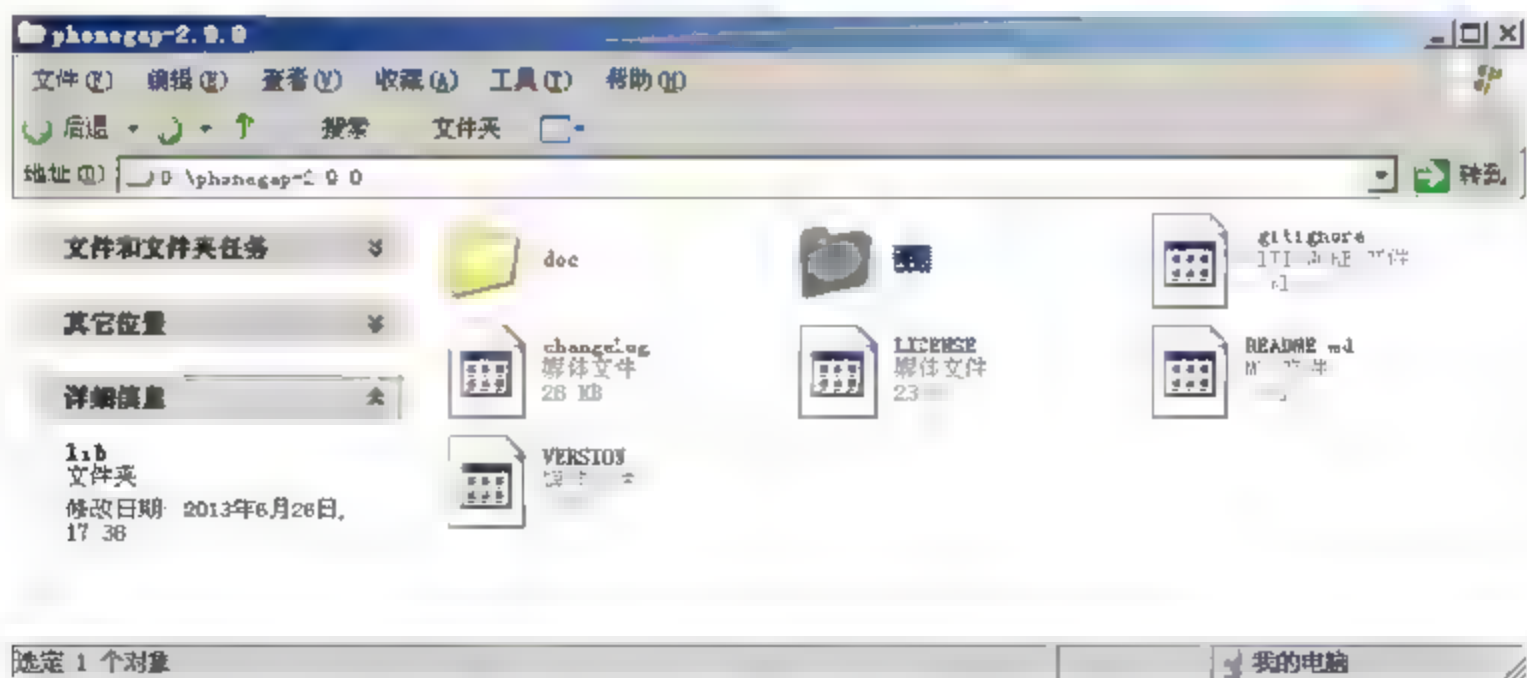 phonegap-2.9.0
文件(F) 编辑(E) 查看(V) 收藏(A) 工具(T) 帮助(H)
后退 搜索 文件夹
地址(D) D \phonegap-2 9 0 转到
文件和文件夹任务
其它位置
详细信息
lib
文件夹
修改日期: 2013年6月26日,
17 36
doc
gitignore
changelog
媒体文件
26 KB
LICENSE
媒体文件
23
README md
VERSION
选定 1 个对象
我的电脑